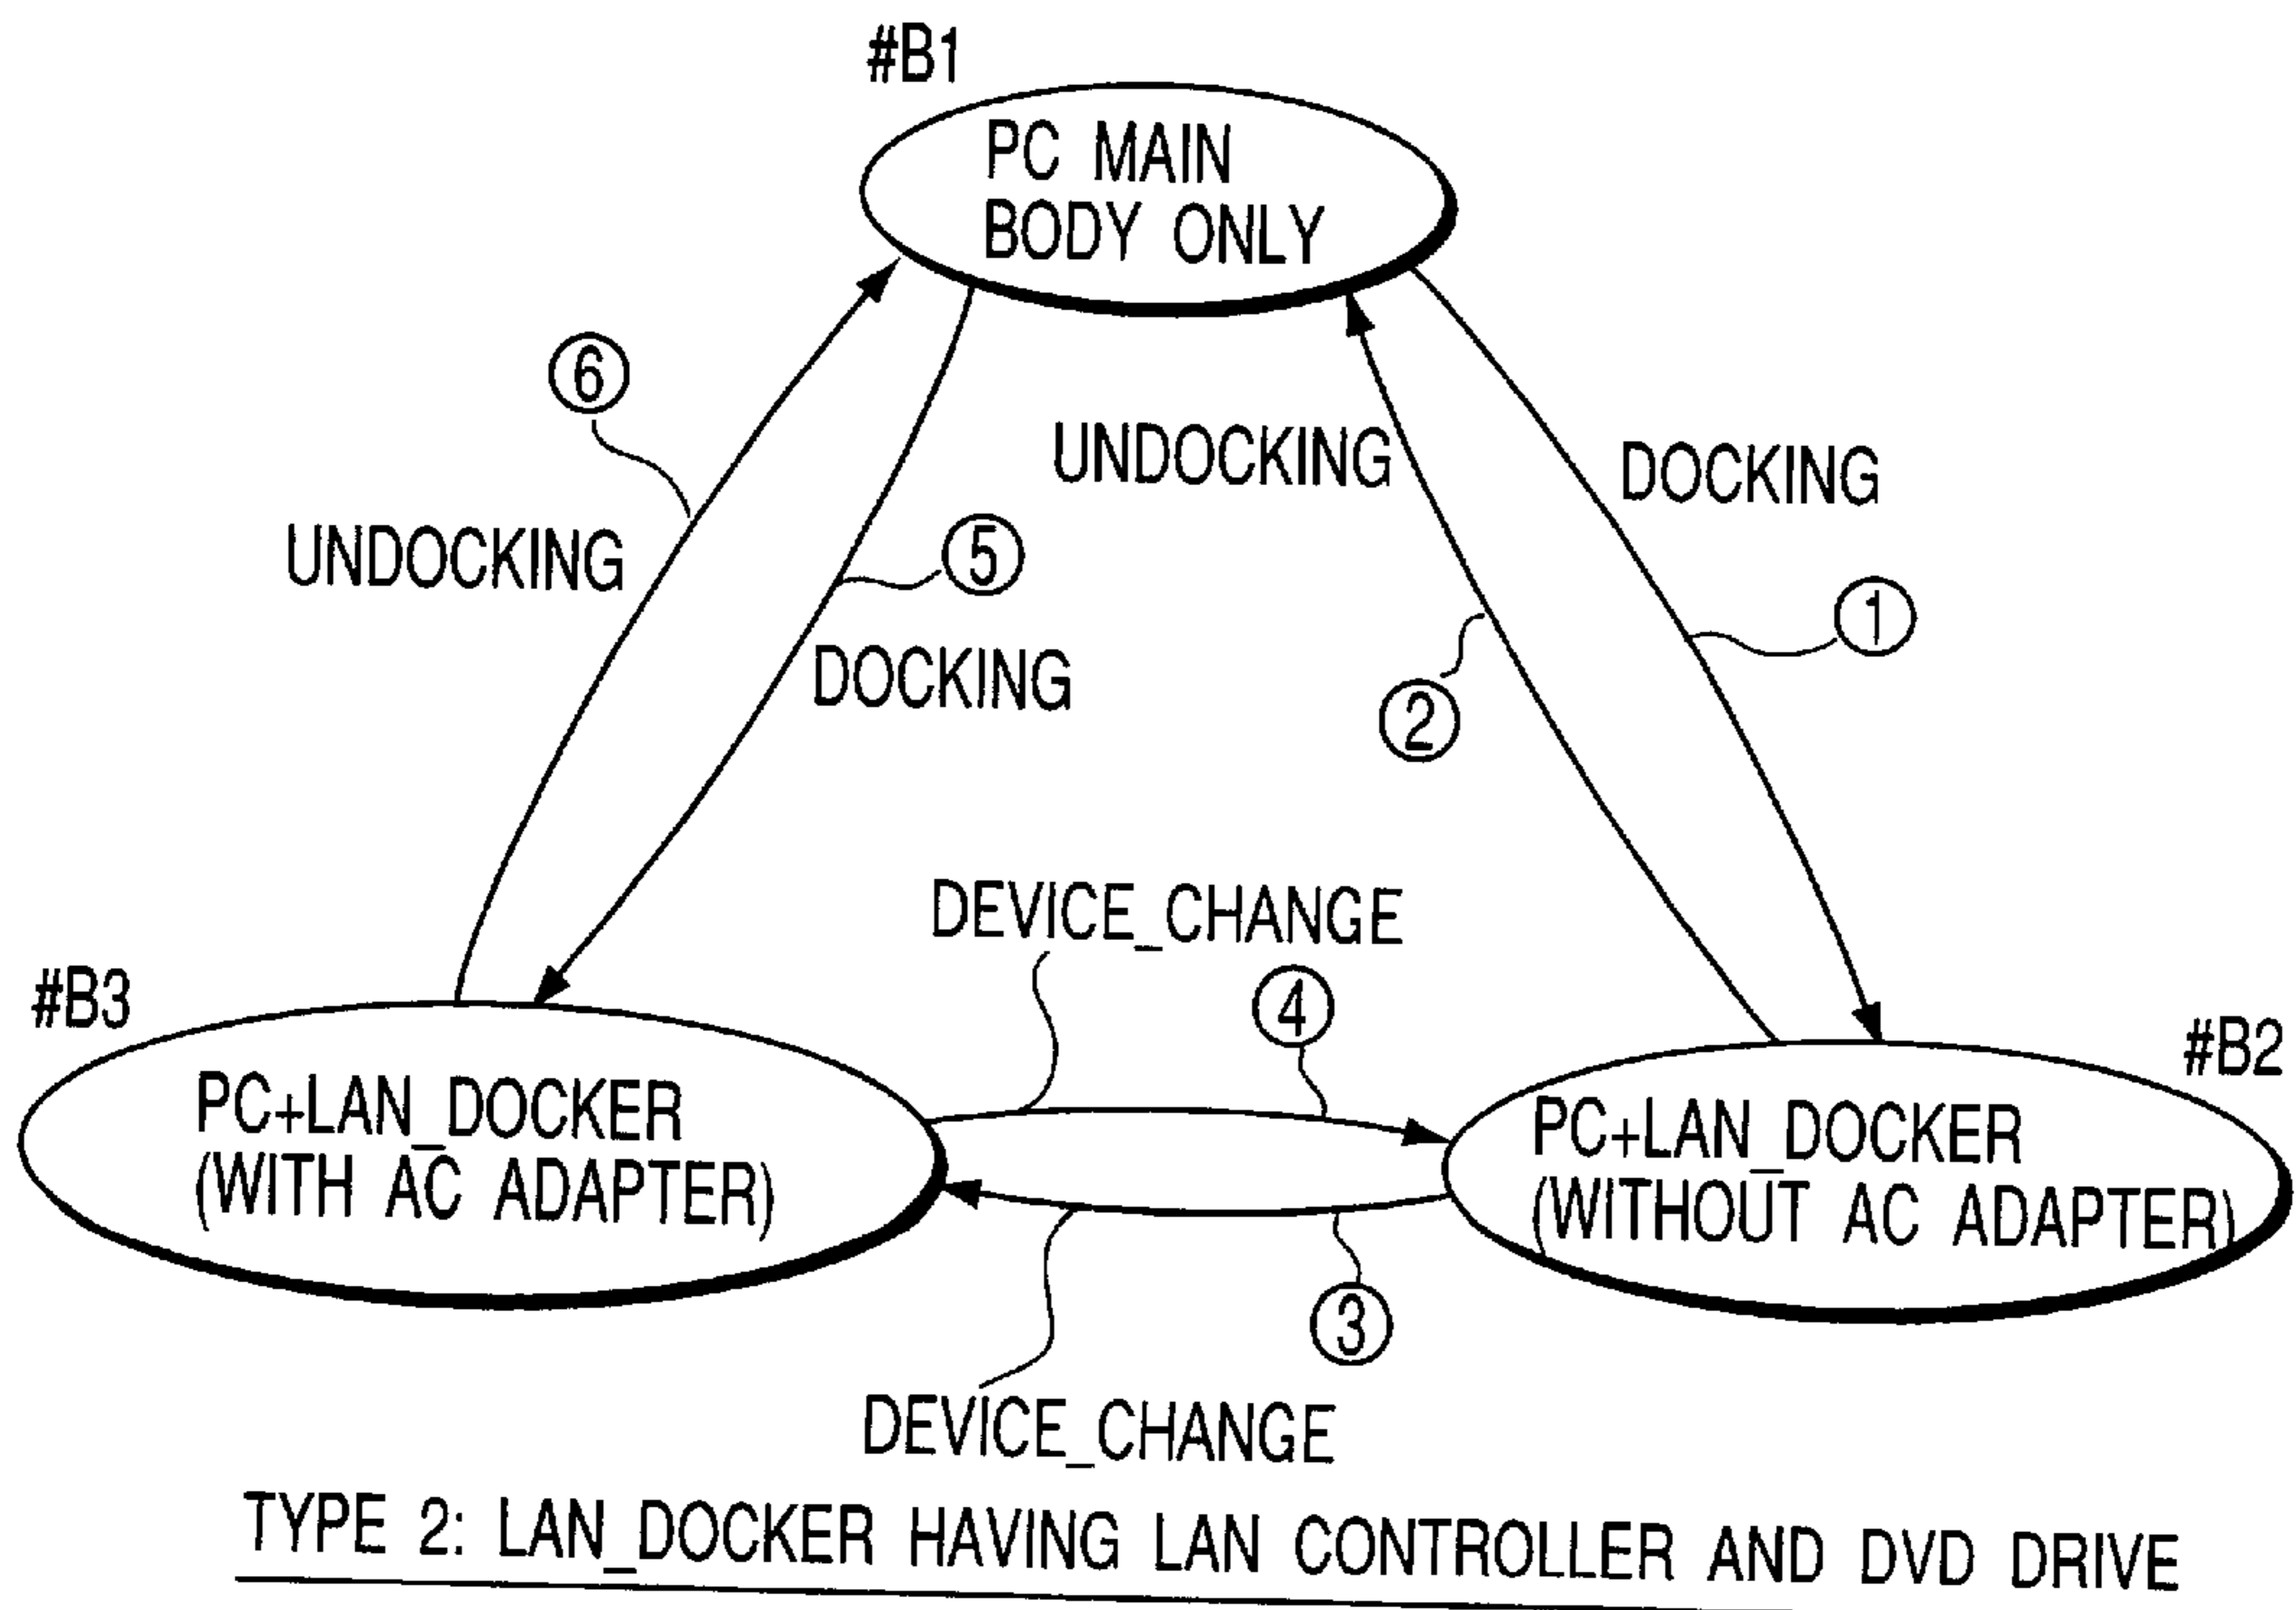 #B1
PC MAIN
BODY ONLY
⑥
UNDOCKING
DOCKING
UNDOCKING
⑤
①
DOCKING
②
DEVICE_CHANGE
#B3
④
#B2
PC+LAN_DOCKER
(WITH AC ADAPTER)
PC+LAN_DOCKER
(WITHOUT AC ADAPTER)
③
DEVICE_CHANGE
TYPE 2: LAN_DOCKER HAVING LAN CONTROLLER AND DVD DRIVE